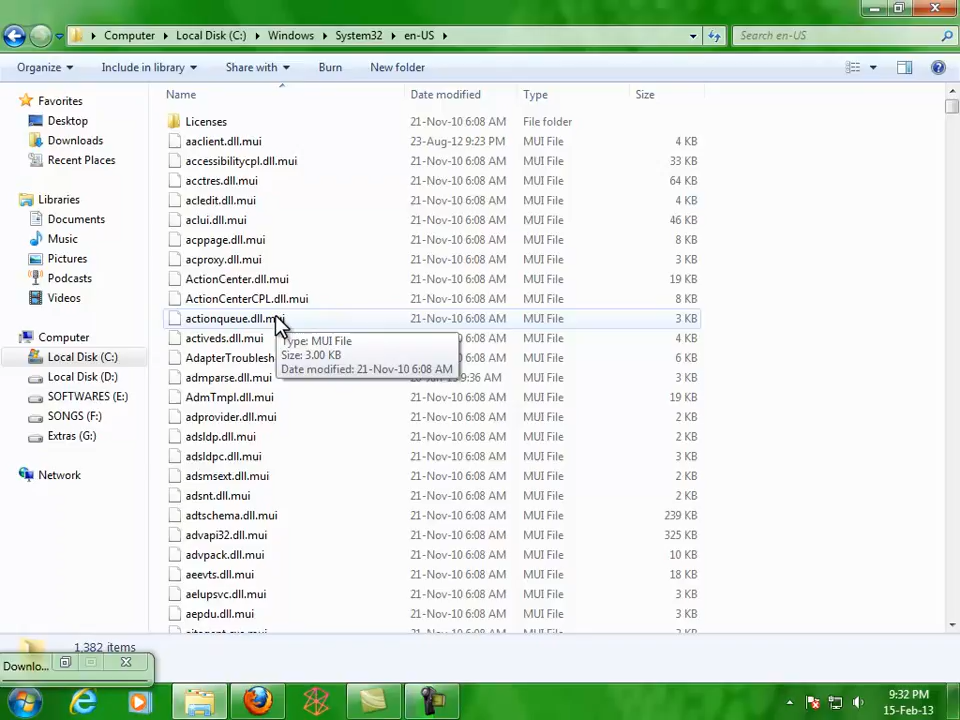 Computer
Local Disk (C:)
Windows
System32
en-US
Search en-US
Organize
Include in library
Share with
Burn
New folder
Name
Date modified
Type
Size
Favorites
Desktop
Downloads
Recent Places
Libraries
Documents
Music
Pictures
Podcasts
Videos
Computer
Local Disk (C:)
Local Disk (D:)
SOFTWARES (E:)
SONGS (F:)
Extras (G:)
Network
Licenses 21-Nov-10 6:08 AM File folder
aaclient.dll.mui 23-Aug-12 9:23 PM MUI File 4 KB
accessibilitycpl.dll.mui 21-Nov-10 6:08 AM MUI File 33 KB
acctres.dll.mui 21-Nov-10 6:08 AM MUI File 64 KB
acledit.dll.mui 21-Nov-10 6:08 AM MUI File 4 KB
aclui.dll.mui 21-Nov-10 6:08 AM MUI File 46 KB
acppage.dll.mui 21-Nov-10 6:08 AM MUI File 8 KB
acproxy.dll.mui 21-Nov-10 6:08 AM MUI File 3 KB
ActionCenter.dll.mui 21-Nov-10 6:08 AM MUI File 19 KB
ActionCenterCPL.dll.mui 21-Nov-10 6:08 AM MUI File 8 KB
actionqueue.dll.mui 21-Nov-10 6:08 AM MUI File 3 KB
activeds.dll.mui 21-Nov-10 6:08 AM MUI File 13 KB
Type: MUI File
Size: 3.00 KB
Date modified: 21-Nov-10 6:08 AM
AdapterTroublesh MUI File 6 KB
admparse.dll.mui 9:36 AM MUI File 4 KB
AdmTmpl.dll.mui 21-Nov-10 6:08 AM MUI File 19 KB
adprovider.dll.mui 21-Nov-10 6:08 AM MUI File 2 KB
adsldp.dll.mui 21-Nov-10 6:08 AM MUI File 2 KB
adsldpc.dll.mui 21-Nov-10 6:08 AM MUI File 3 KB
adsmsext.dll.mui 21-Nov-10 6:08 AM MUI File 2 KB
adsnt.dll.mui 21-Nov-10 6:08 AM MUI File 2 KB
adtschema.dll.mui 21-Nov-10 6:08 AM MUI File 239 KB
advapi32.dll.mui 21-Nov-10 6:08 AM MUI File 325 KB
advpack.dll.mui 21-Nov-10 6:08 AM MUI File 10 KB
aeevts.dll.mui 21-Nov-10 6:08 AM MUI File 18 KB
aelupsvc.dll.mui 21-Nov-10 6:08 AM MUI File 3 KB
aepdu.dll.mui 21-Nov-10 6:08 AM MUI File 3 KB
1,382 items
Downlo...
9:32 PM
15-Feb-13